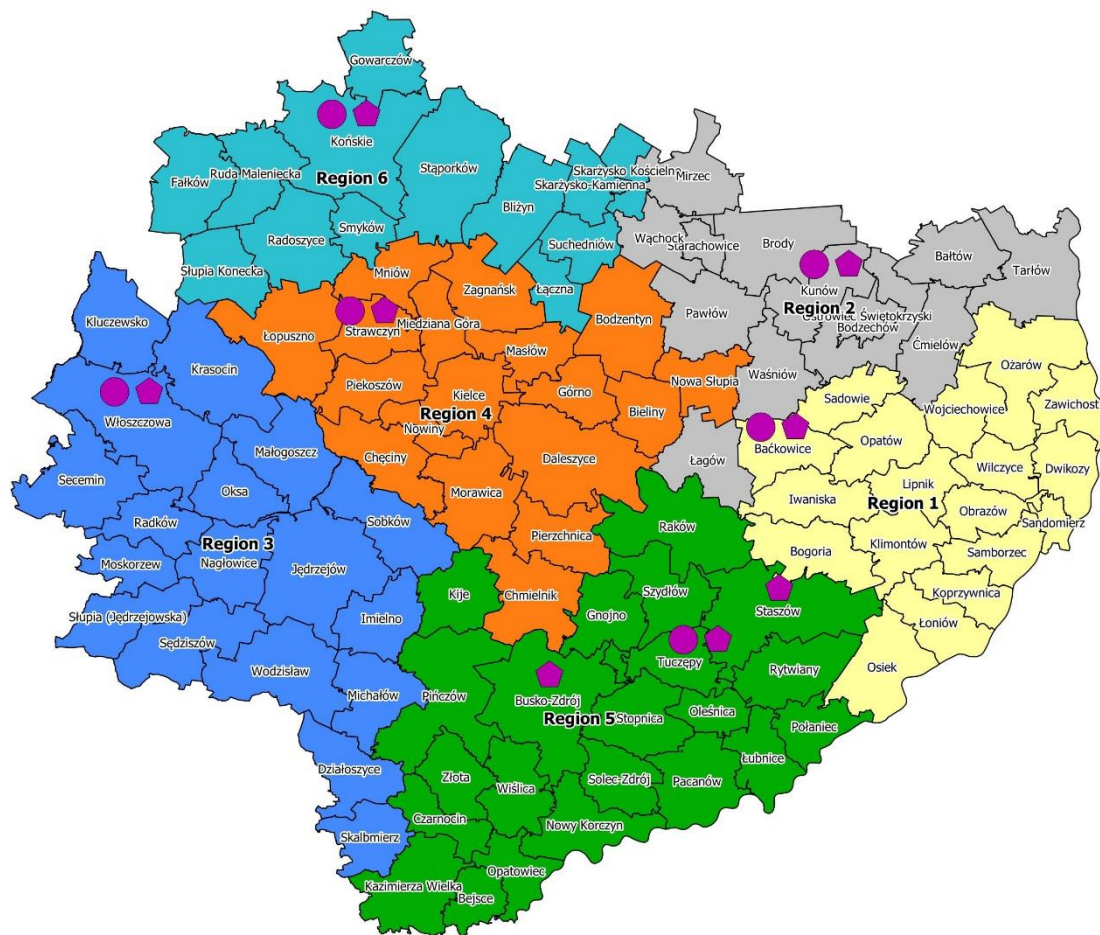 Gowarczów
Końskie
Stąporków
Fałków
Ruda Maleniecka
Region 6
Skarżysko Kościelne
Skarżysko-Kamienna
Mirzec
Bliżyn
Smyków
Radoszyce
Suchedniów
Wąchock
Starachowice
Brody
Bałtów
Tarłów
Słupia Konecka
Mniów
Zagnańsk
Łączna
Kunów
Region 2
Ostrowiec Świętokrzyski
Bodzechów
Pawłów
Bodzentyn
Kluczewsko
Łopuszno
Strawczyn
Miedziana Góra
Masłów
Ćmielów
Krasocin
Piekoszów
Kielce
Górno
Nowa Słupia
Waśniów
Ożarów
Region 4
Bieliny
Sadowie
Wojciechowice
Zawichost
Włoszczowa
Nowiny
Baćkowice
Opatów
Małogoszcz
Chęciny
Daleszyce
Łagów
Lipnik
Wilczyce
Dwikozy
Secemin
Oksa
Morawica
Iwaniska
Region 1
Obrazów
Radków
Sobków
Raków
Sandomierz
Region 3
Pierzchnica
Klimontów
Moskorzew
Nagłowice
Jędrzejów
Bogoria
Samborzec
Kije
Chmielnik
Szydłów
Koprzywnica
Słupia (Jędrzejowska)
Imielno
Gnojno
Staszów
Łoniów
Sędziszów
Wodzisław
Tuczępy
Rytwiany
Osiek
Michałów
Pińczów
Busko-Zdrój
Region 5
Stopnica
Oleśnica
Połaniec
Działoszyce
Złota
Wiślica
Solec-Zdrój
Pacanów
Łubnice
Czarnocin
Nowy Korczyn
Skalbmierz
Opatowiec
Kazimierza Wielka
Bejsce